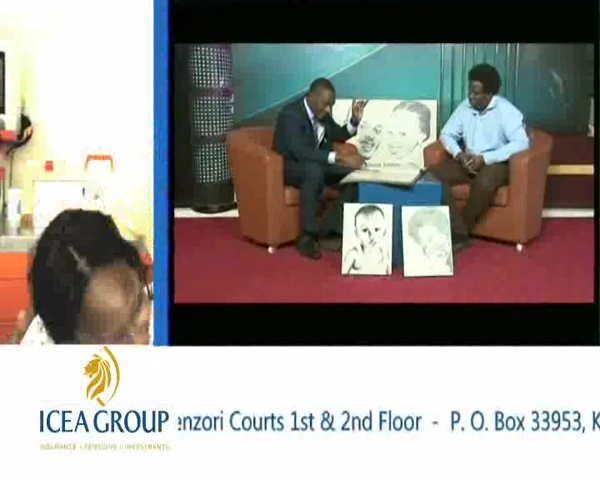 ICEA GROUP
INSURANCE • PENSIONS • INVESTMENTS
enzori Courts 1st & 2nd Floor - P. O. Box 33953, K